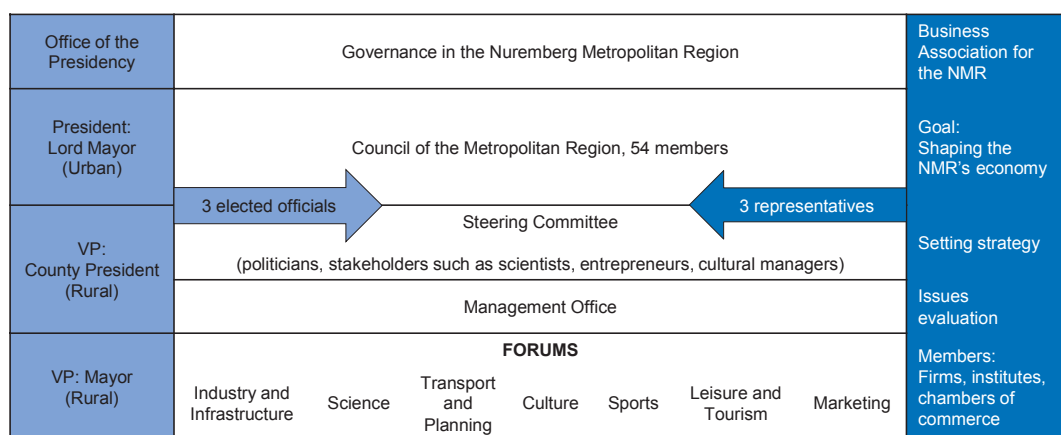 Office of the
Presidency
Governance in the Nuremberg Metropolitan Region
Business
Association for
the NMR
President:
Lord Mayor
(Urban)
Council of the Metropolitan Region, 54 members
Goal:
Shaping the
NMR's economy
3 elected officials
3 representatives
Steering Committee
(politicians, stakeholders such as scientists, entrepreneurs, cultural managers)
VP:
County President
(Rural)
Setting strategy
Management Office
Issues
evaluation
VP: Mayor
(Rural)
FORUMS
Industry and
Infrastructure
Science
Transport
and
Planning
Culture
Sports
Leisure and
Tourism
Marketing
Members:
Firms, institutes,
chambers of
commerce